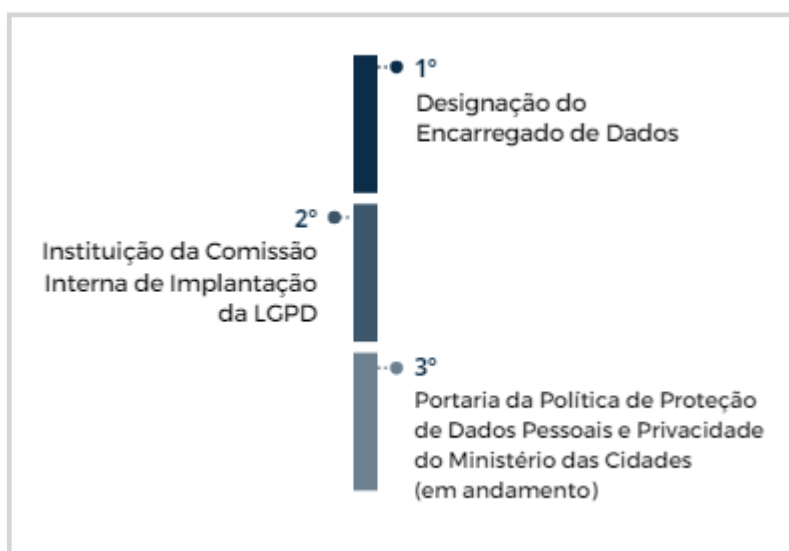 1º
Designação do
Encarregado de Dados
2º
Instituição da Comissão
Interna de Implantação
da LGPD
3º
Portaria da Política de Proteção
de Dados Pessoais e Privacidade
do Ministério das Cidades
(em andamento)